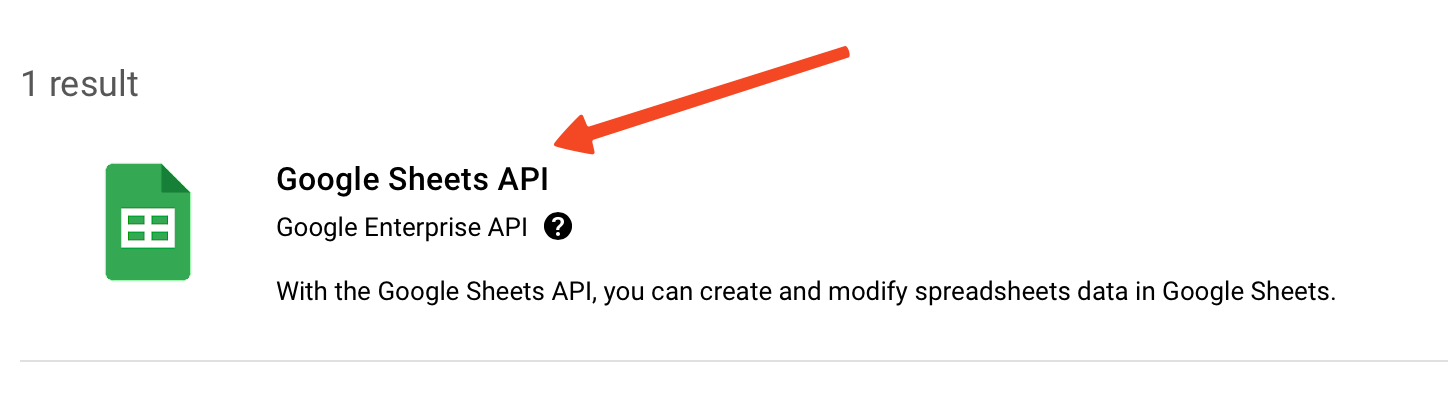 1 result
Google Sheets API
Google Enterprise API ?
With the Google Sheets API, you can create and modify spreadsheets data in Google Sheets.